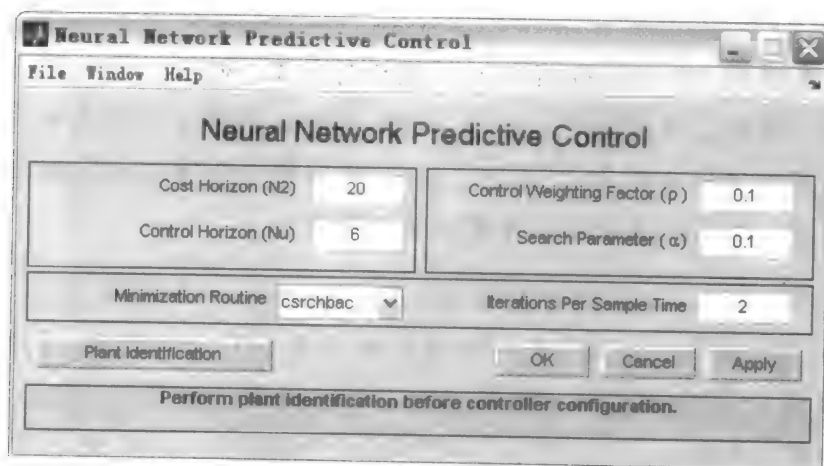 Neural Network Predictive Control
File Window Help
Neural Network Predictive Control
Cost Horizon (N2) 20
Control Weighting Factor (ρ) 0.1
Control Horizon (Nu) 6
Search Parameter (α) 0.1
Minimization Routine csrchbac
Iterations Per Sample Time 2
Plant Identification
OK Cancel Apply
Perform plant identification before controller configuration.